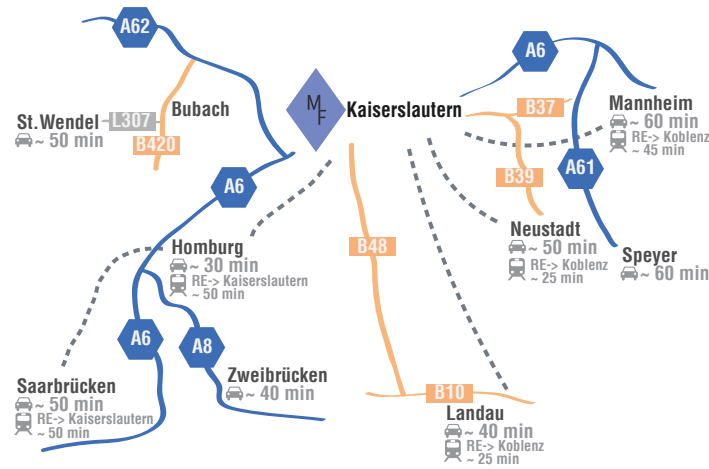 A62
A6
L307
Bubach
St.Wendel
~ 50 min
B420
M
F
Kaiserslautern
B37
Mannheim
~ 60 min
RE-> Koblenz
~ 45 min
A61
B39
A6
Neustadt
~ 50 min
RE-> Koblenz
~ 25 min
Speyer
~ 60 min
B48
Homburg
~ 30 min
RE-> Kaiserslautern
~ 50 min
A6
A8
Zweibrücken
~ 40 min
Saarbrücken
~ 50 min
RE-> Kaiserslautern
~ 50 min
B10
Landau
~ 40 min
RE-> Koblenz
~ 25 min